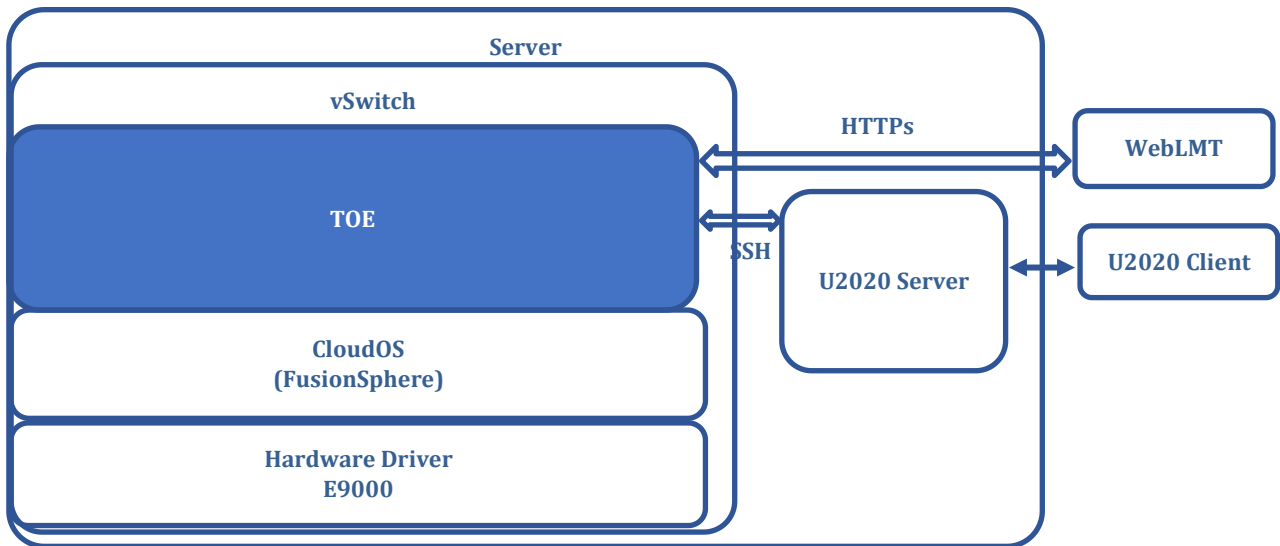 Server
vSwitch
HTTPs
WebLMT
TOE
SSH
U2020 Server
U2020 Client
CloudOS
(FusionSphere)
Hardware Driver
E9000